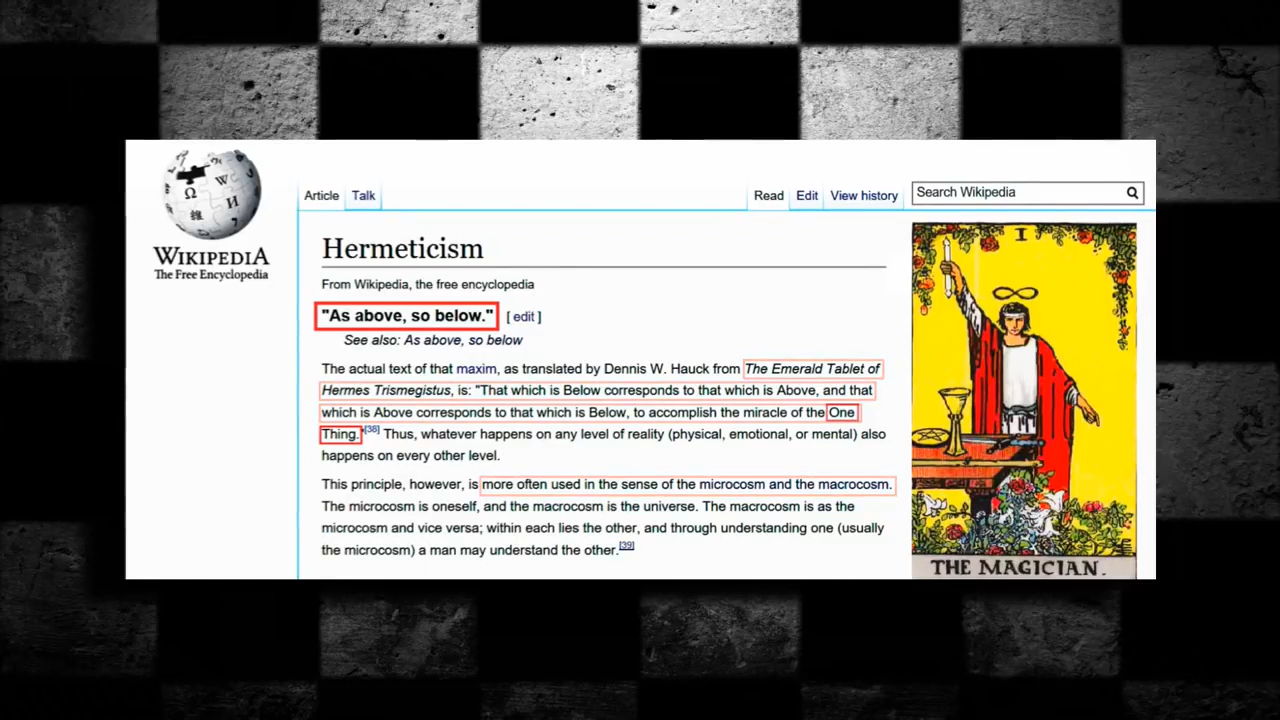 WIKIPEDIA
The Free Encyclopedia
Article Talk Read Edit View history Search Wikipedia
Hermeticism
From Wikipedia, the free encyclopedia
"As above, so below." [ edit ]
See also: As above, so below
The actual text of that maxim, as translated by Dennis W. Hauck from The Emerald Tablet of
Hermes Trismegistus, is: "That which is Below corresponds to that which is Above, and that
which is Above corresponds to that which is Below, to accomplish the miracle of the One
Thing."[38] Thus, whatever happens on any level of reality (physical, emotional, or mental) also
happens on every other level.
This principle, however, is more often used in the sense of the microcosm and the macrocosm.
The microcosm is oneself, and the macrocosm is the universe. The macrocosm is as the
microcosm and vice versa; within each lies the other, and through understanding one (usually
the microcosm) a man may understand the other.[39]
I
THE MAGICIAN.